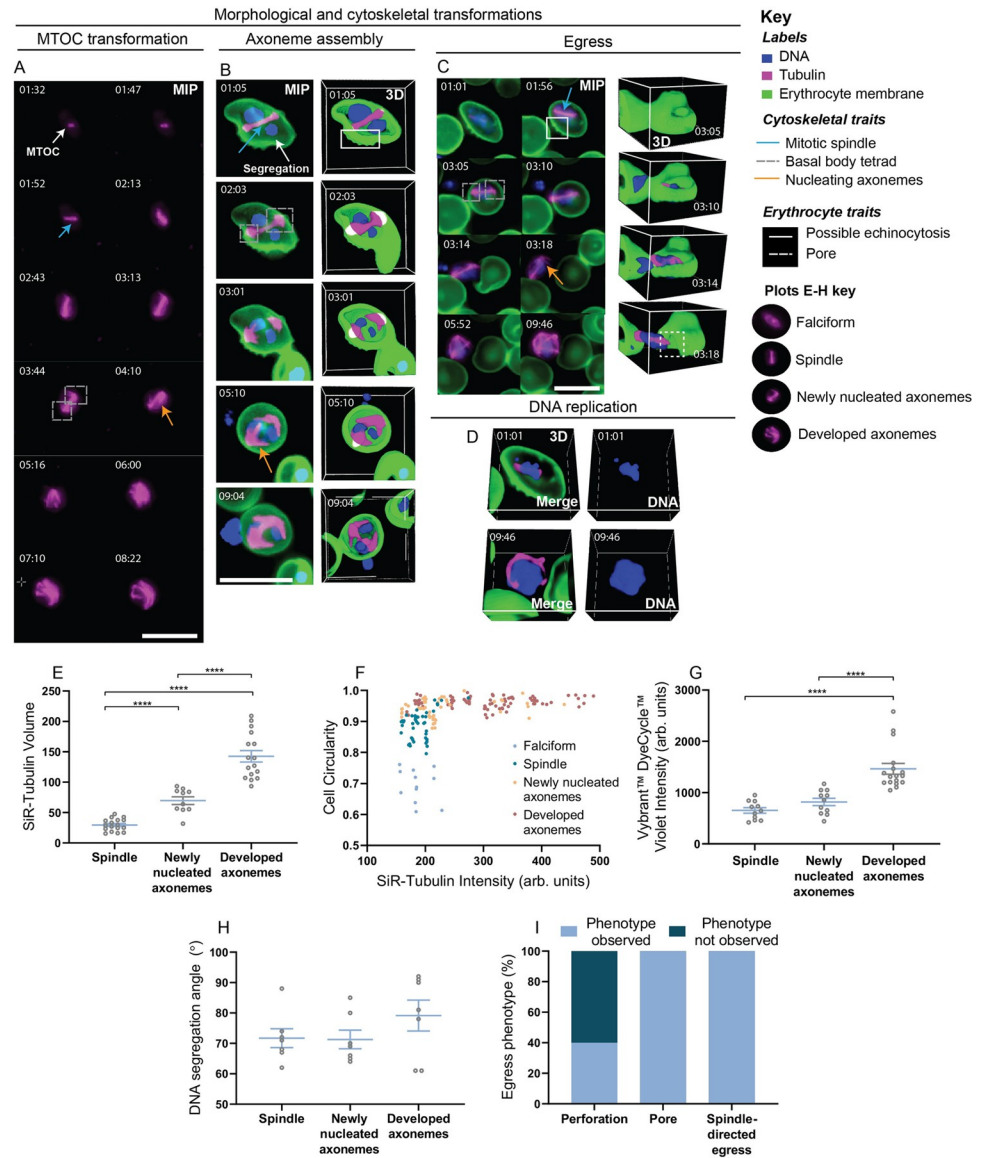 Morphological and cytoskeletal transformations
MTOC transformation
Axoneme assembly
Egress
A
01:32
01:47
MIP
MTOC
01:52
02:13
02:43
03:13
03:44
04:10
05:16
06:00
07:10
08:22
B
01:05
MIP
01:05
3D
Segregation
02:03
02:03
03:01
03:01
05:10
05:10
09:04
09:04
C
01:01
01:56
MIP
03:05
03:10
03:14
03:18
05:52
09:46
3D
03:05
03:10
03:14
03:18
DNA replication
D
01:01
3D
01:01
Merge
DNA
09:46
09:46
Merge
DNA
Key
Labels
DNA
Tubulin
Erythrocyte membrane
Cytoskeletal traits
Mitotic spindle
Basal body tetrad
Nucleating axonemes
Erythrocyte traits
Possible echinocytosis
Pore
Plots E-H key
Falciform
Spindle
Newly nucleated axonemes
Developed axonemes
E
****
****
****
SiR-Tubulin Volume
250
200
150
100
50
0
Spindle
Newly
nucleated
axonemes
Developed
axonemes
F
Cell Circularity
1.0
0.9
0.8
0.7
0.6
0.5
100
200
300
400
500
SiR-Tubulin Intensity (arb. units)
Falciform
Spindle
Newly nucleated
axonemes
Developed
axonemes
G
****
****
Vybrant™ DyeCycle™
Violet Intensity (arb. units)
3000
2000
1000
0
Spindle
Newly
nucleated
axonemes
Developed
axonemes
H
DNA segregation angle (°)
100
90
80
70
60
50
Spindle
Newly
nucleated
axonemes
Developed
axonemes
I
Phenotype
observed
Phenotype
not observed
Egress phenotype (%)
100
80
60
40
20
0
Perforation
Pore
Spindle-
directed
egress